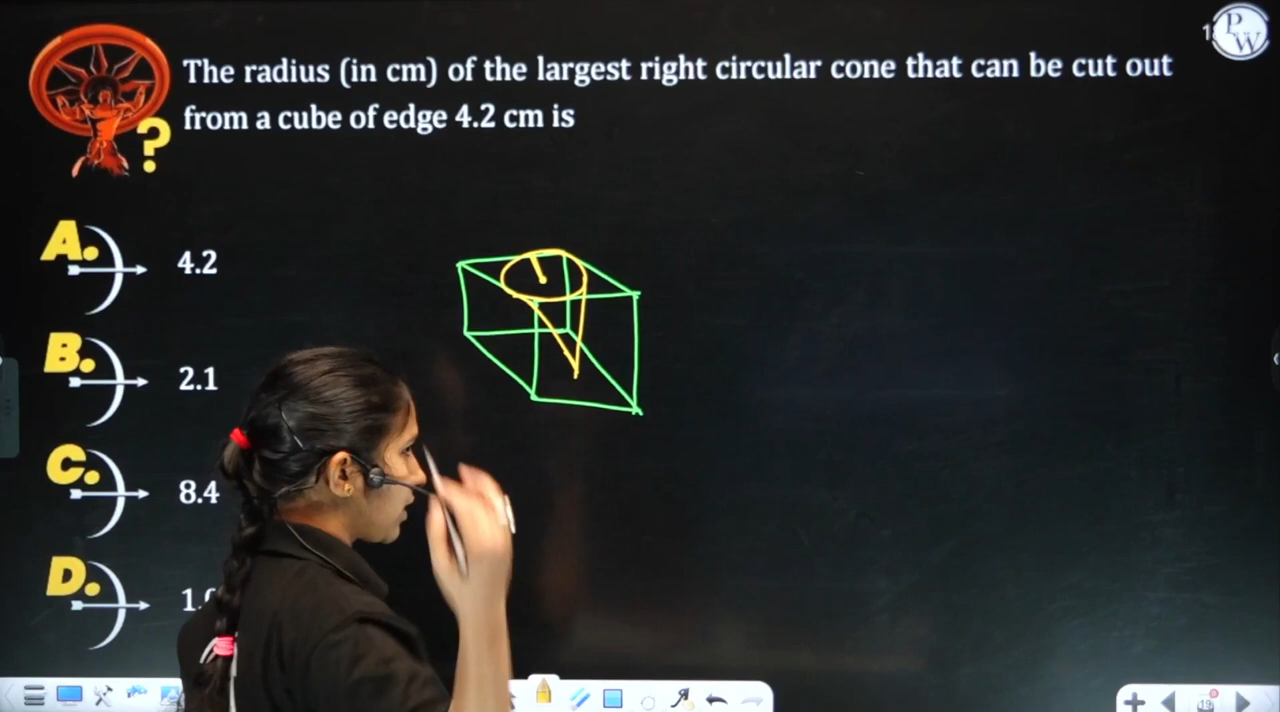 The radius (in cm) of the largest right circular cone that can be cut out
from a cube of edge 4.2 cm is
?
A. 4.2
B. 2.1
C. 8.4
D.
P
W
19